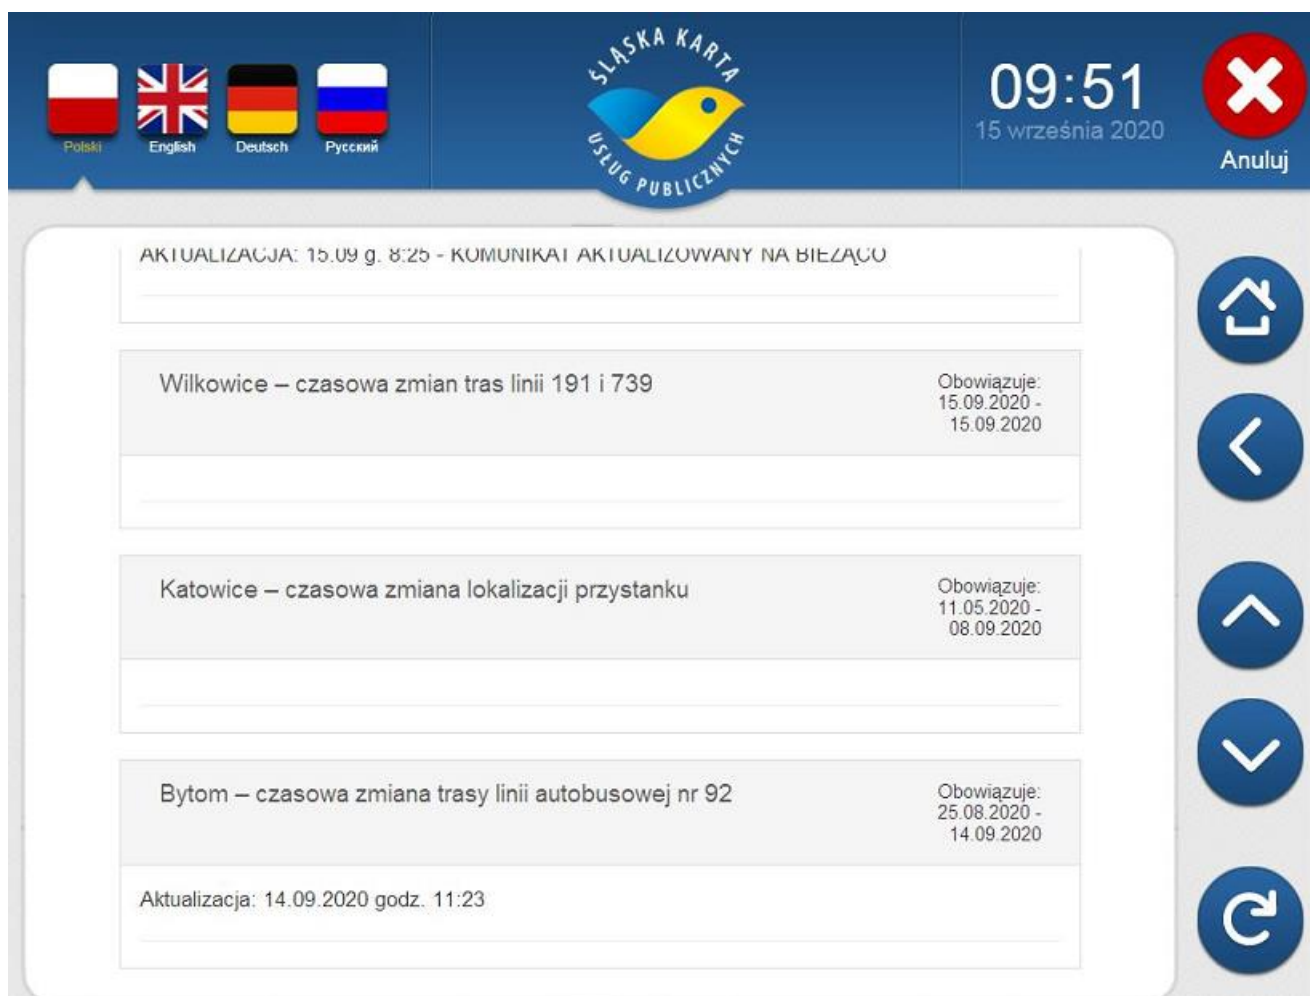 Polski
English
Deutsch
Русский
ŚLĄSKA KARTA
USŁUG PUBLICZNYCH
09:51
15 września 2020
Anuluj
AKTUALIZACJA: 15.09 g. 8:25 - KOMUNIKAT AKTUALIZOWANY NA BIEŻĄCO
Wilkowice – czasowa zmian tras linii 191 i 739
Obowiązuje:
15.09.2020 -
15.09.2020
Katowice – czasowa zmiana lokalizacji przystanku
Obowiązuje:
11.05.2020 -
08.09.2020
Bytom – czasowa zmiana trasy linii autobusowej nr 92
Obowiązuje:
25.08.2020 -
14.09.2020
Aktualizacja: 14.09.2020 godz. 11:23